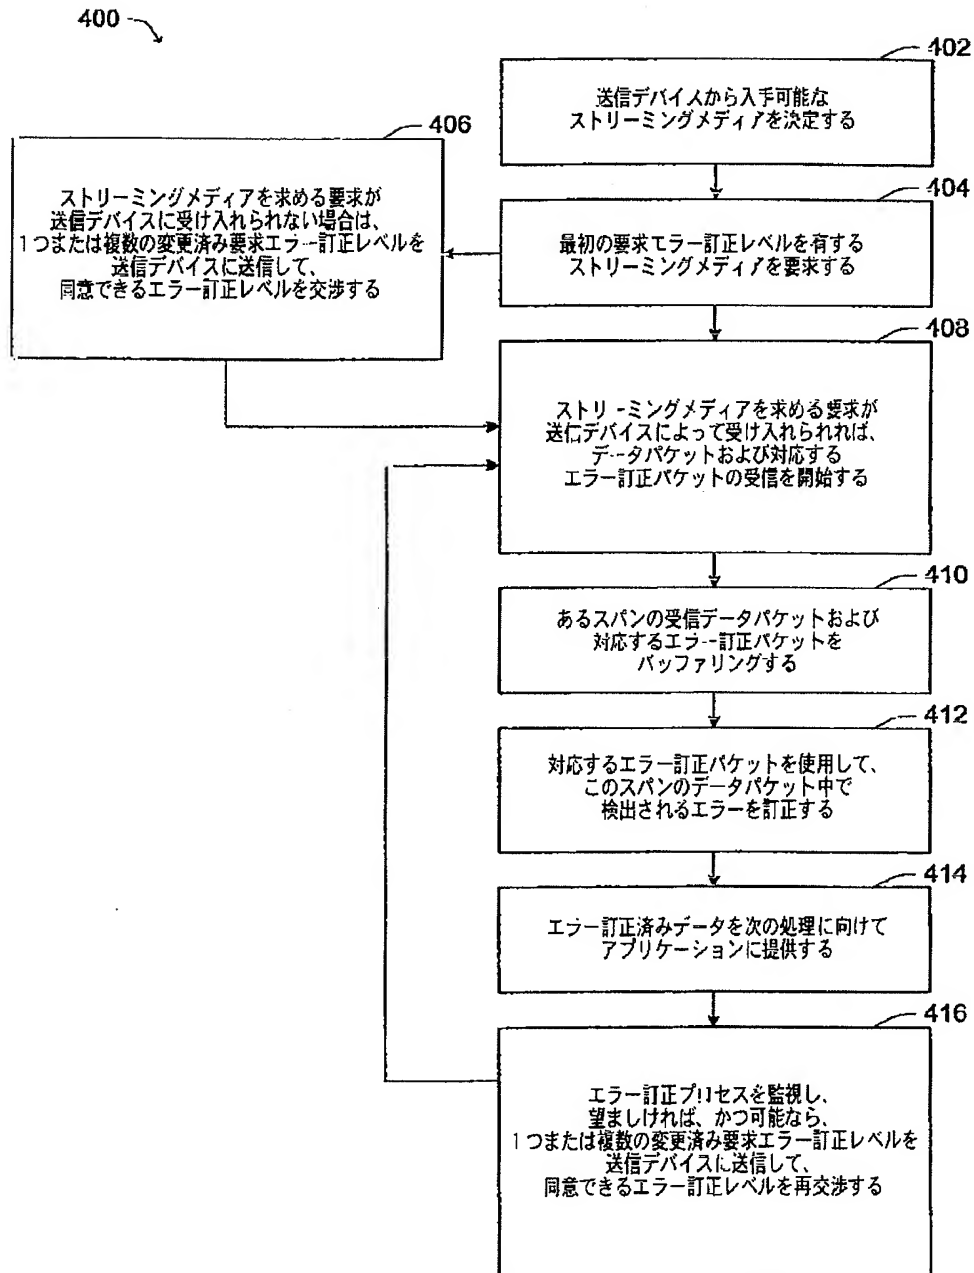 400
402
送信デバイスから入手可能な
ストリーミングメディアを決定する
404
最初の要求エラー訂正レベルを有する
ストリーミングメディアを要求する
406
ストリーミングメディアを求める要求が
送信デバイスに受け入れられない場合は、
1つまたは複数の変更済み要求エラー訂正レベルを
送信デバイスに送信して、
同意できるエラー訂正レベルを交渉する
408
ストリーミングメディアを求める要求が
送信デバイスによって受け入れられれば、
データパケットおよび対応する
エラー訂正パケットの受信を開始する
410
あるスパンの受信データパケットおよび
対応するエラー訂正パケットを
バッファリングする
412
対応するエラー訂正パケットを使用して、
このスパンのデータパケット中で
検出されるエラーを訂正する
414
エラー訂正済みデータを次の処理に向けて
アプリケーションに提供する
416
エラー訂正プロセスを監視し、
望ましければ、かつ可能なら、
1つまたは複数の変更済み要求エラー訂正レベルを
送信デバイスに送信して、
同意できるエラー訂正レベルを再交渉する